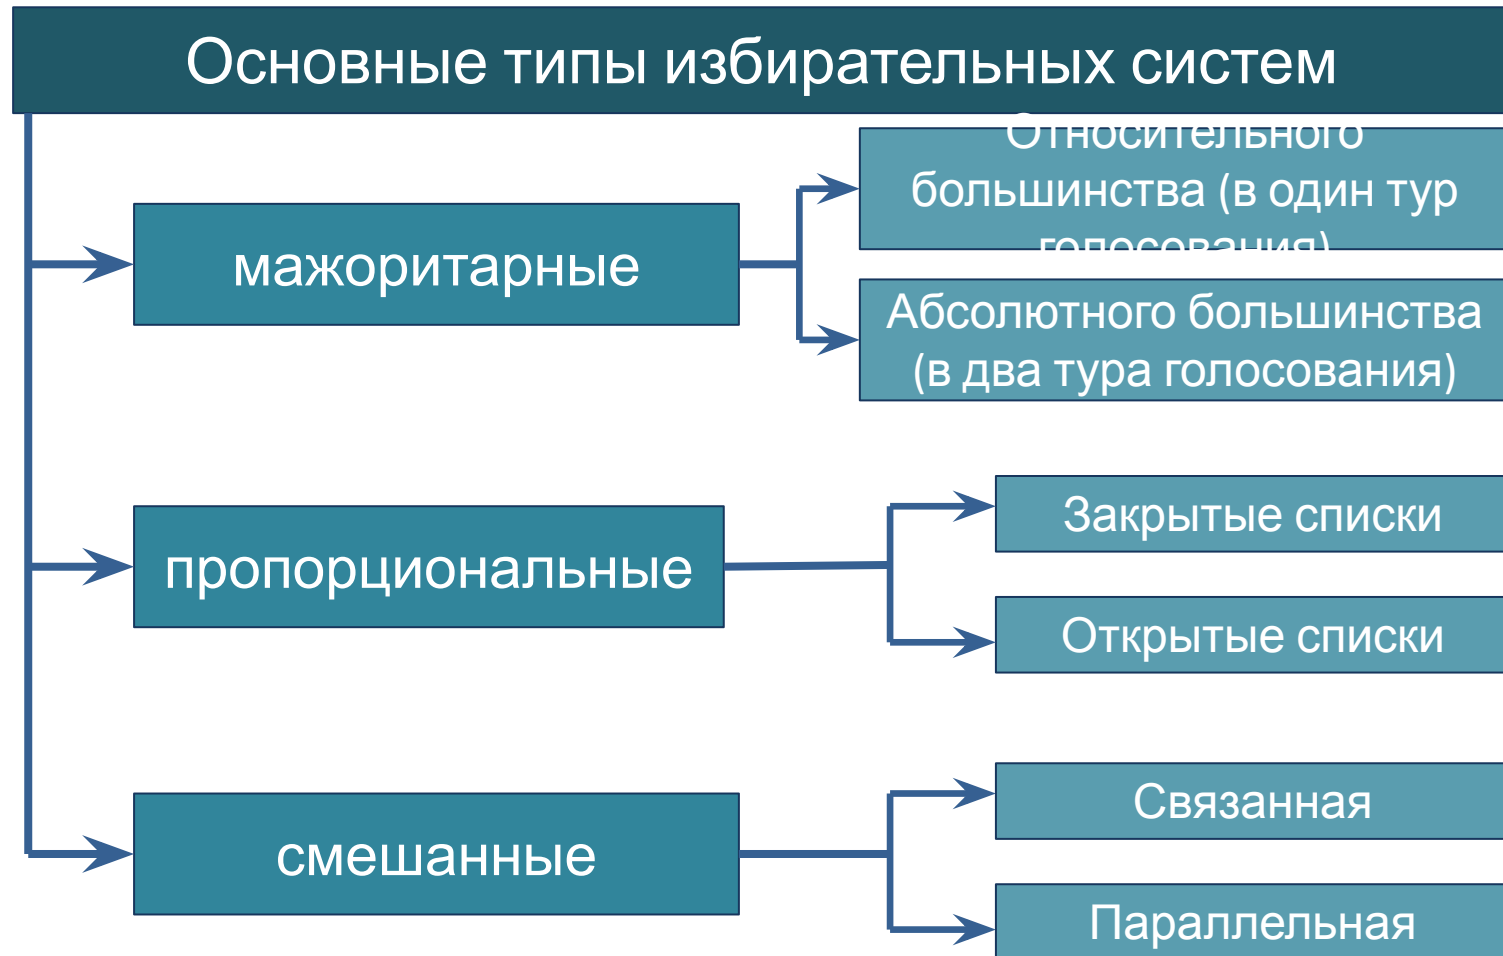 Основные типы избирательных систем
Относительного
большинства (в один тур
голосования)
мажоритарные
Абсолютного большинства
(в два тура голосования)
Закрытые списки
пропорциональные
Открытые списки
Связанная
смешанные
Параллельная